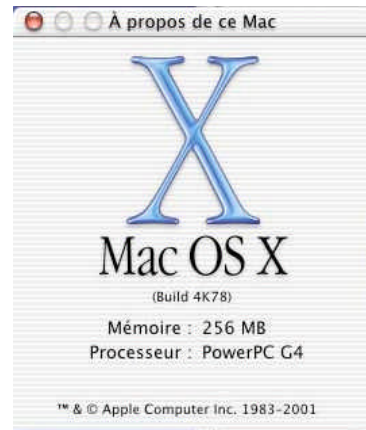 À propos de ce Mac
X
Mac OS X
(Build 4K78)
Mémoire : 256 MB
Processeur : PowerPC G4
™ & © Apple Computer Inc. 1983-2001